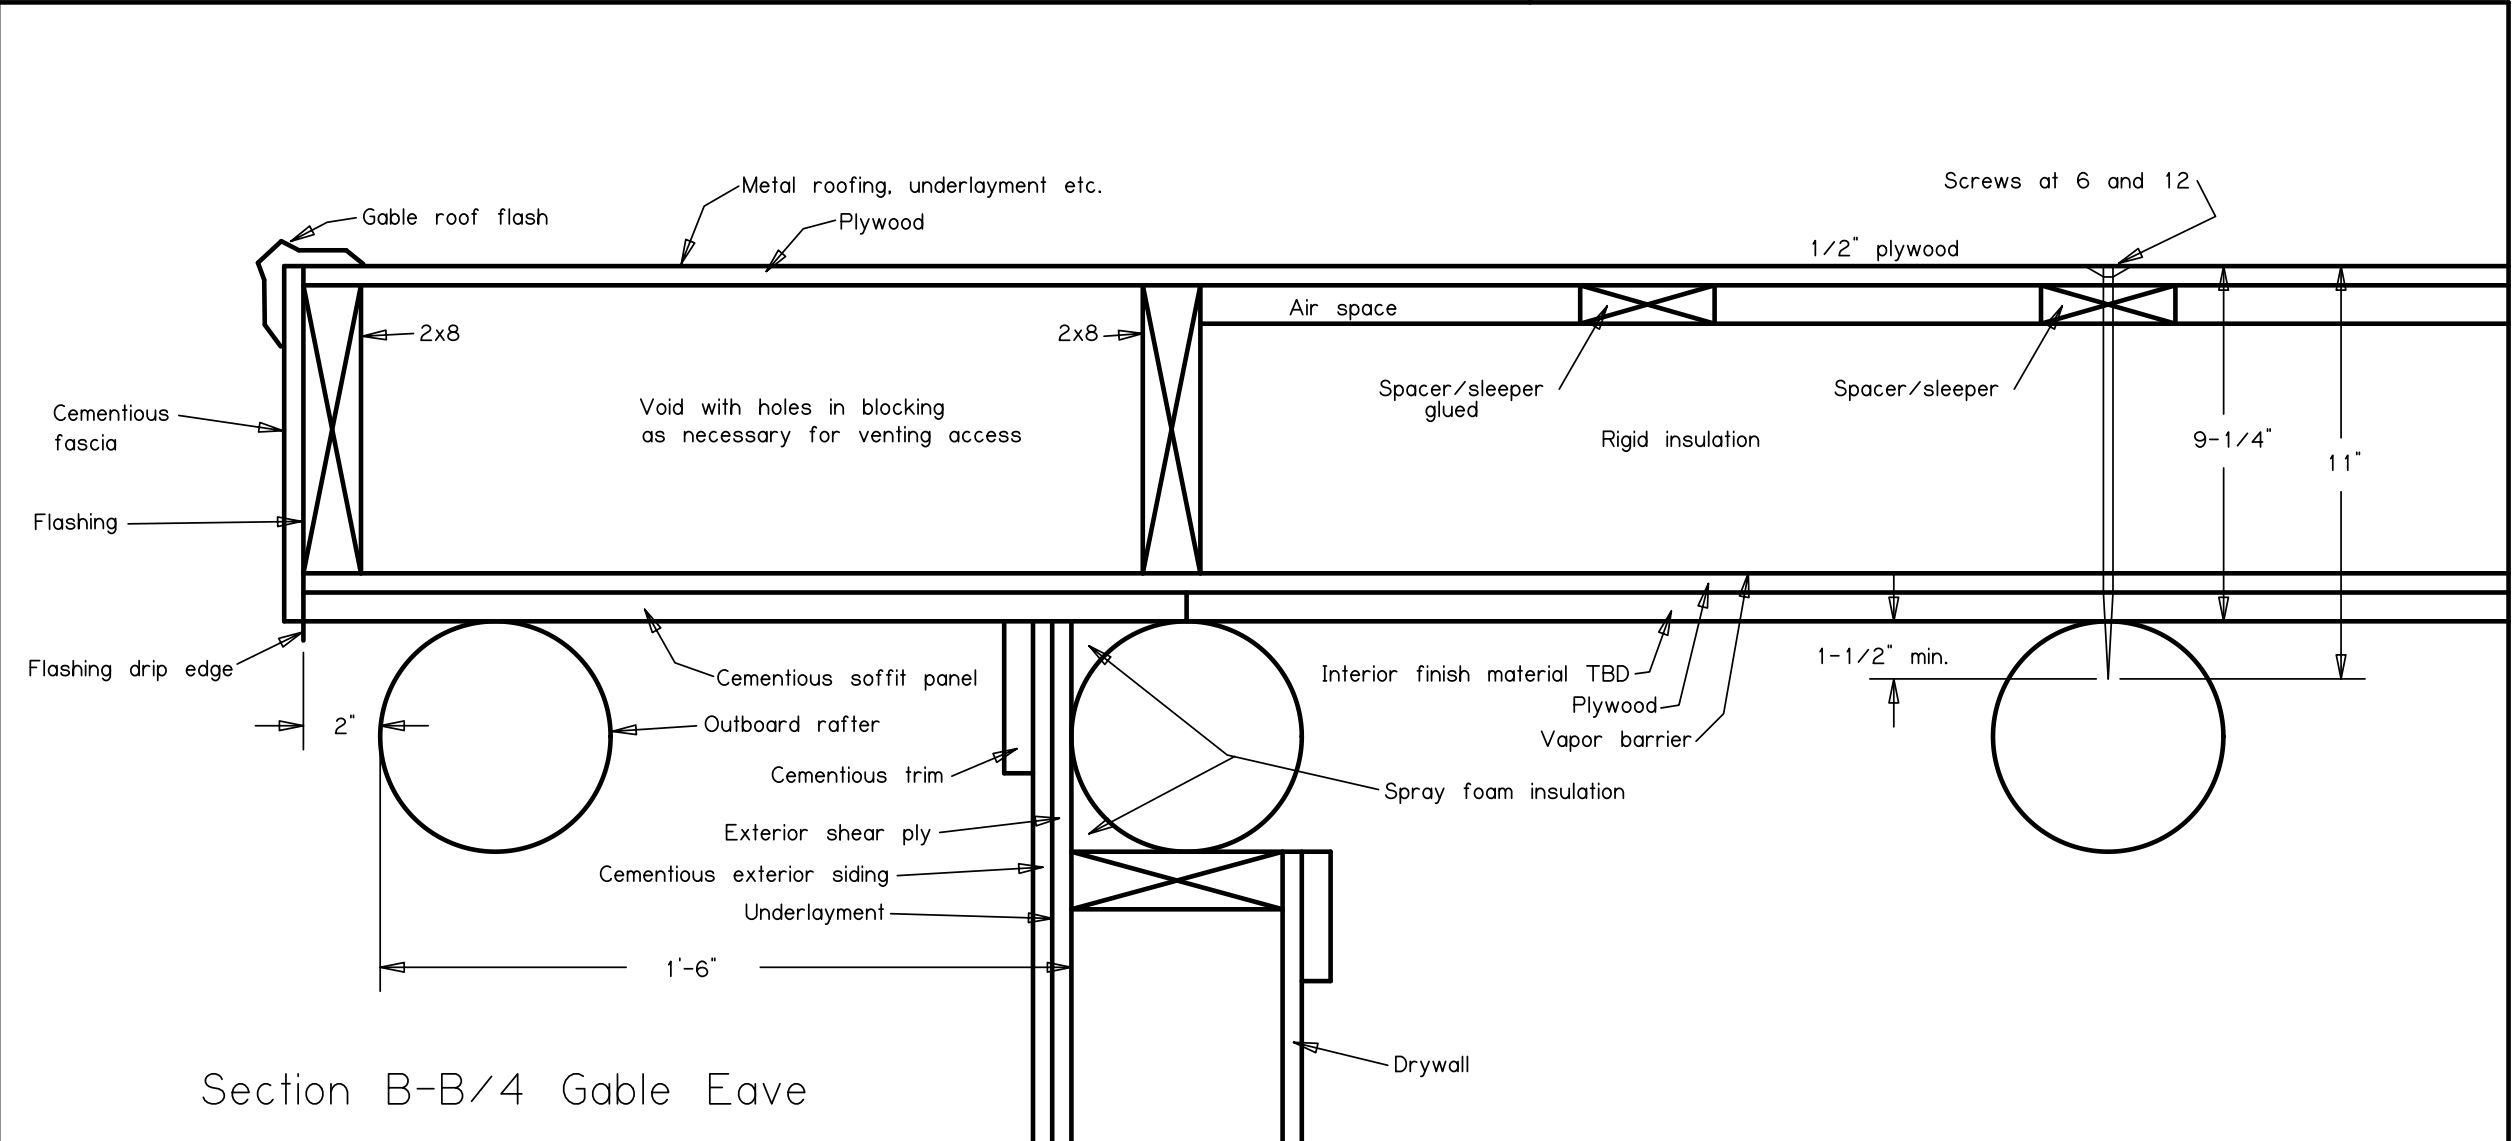 Screws at 6 and 12
Metal roofing, underlayment etc.
Gable roof flash
Plywood
1/2" plywood
Air space
2x8
2x8
Spacer/sleeper
glued
Spacer/sleeper
Void with holes in blocking
as necessary for venting access
Cementious
fascia
Rigid insulation
9-1/4"
11"
Flashing
1-1/2" min.
Flashing drip edge
Cementious soffit panel
Interior finish material TBD
Plywood
2"
Outboard rafter
Vapor barrier
Cementious trim
Spray foam insulation
Exterior shear ply
Cementious exterior siding
Underlayment
1'-6"
Drywall
Section B-B/4 Gable Eave